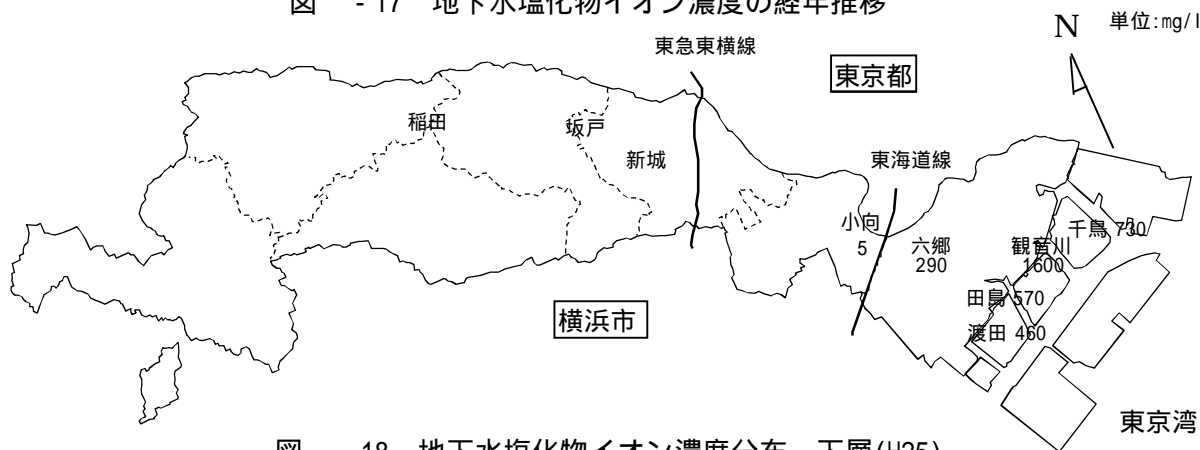 図 - 17 地下水塩化物イオン濃度の経年推移
N 単位:mg/l
東急東横線
東京都
稲田
坂戸
新城
東海道線
小向
5
六郷
290
観音川
1600
千鳥 730
田島 570
渡田 460
横浜市
東京湾
図 - 18 地下水塩化物イオン濃度分布 下層(H25)